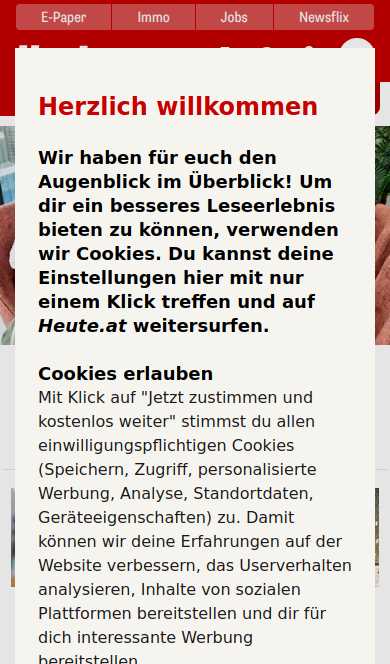 E-Paper
Immo
Jobs
Newsflix
Herzlich willkommen
Wir haben für euch den
Augenblick im Überblick! Um
dir ein besseres Leseerlebnis
bieten zu können, verwenden
wir Cookies. Du kannst deine
Einstellungen hier mit nur
einem Klick treffen und auf
Heute.at weitersurfen.
Cookies erlauben
Mit Klick auf "Jetzt zustimmen und
kostenlos weiter" stimmst du allen
einwilligungspflichtigen Cookies
(Speichern, Zugriff, personalisierte
Werbung, Analyse, Standortdaten,
Geräteeigenschaften) zu. Damit
können wir deine Erfahrungen auf der
Website verbessern, das Userverhalten
analysieren, Inhalte von sozialen
Plattformen bereitstellen und dir für
dich interessante Werbung
bereitstellen